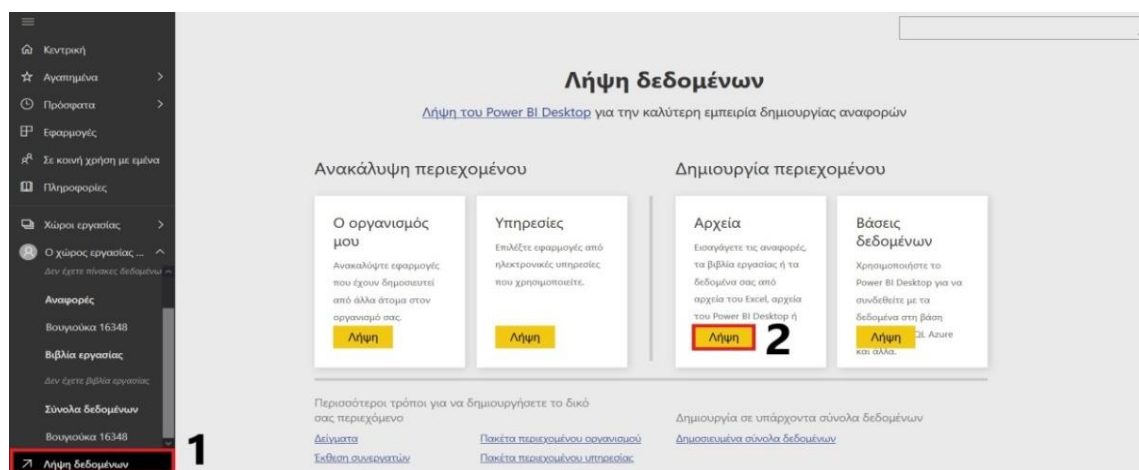 Κεντρική
Αγαπημένα
Πρόσφατα
Εφαρμογές
Σε κοινή χρήση με εμένα
Πληροφορίες
Χώροι εργασίας
Ο χώρος εργασίας ...
Δεν έχετε πίνακες δεδομένω
Αναφορές
Βουγιούκα 16348
Βιβλία εργασίας
Δεν έχετε βιβλία εργασίας
Σύνολα δεδομένων
Βουγιούκα 16348
Λήψη δεδομένων
1
Λήψη δεδομένων
Λήψη του Power BI Desktop για την καλύτερη εμπειρία δημιουργίας αναφορών
Ανακάλυψη περιεχομένου
Ο οργανισμός
μου
Ανακαλύψτε εφαρμογές
που έχουν δημοσιευτεί
από άλλα άτομα στον
οργανισμό σας.
Λήψη
Υπηρεσίες
Επιλέξτε εφαρμογές από
ηλεκτρονικές υπηρεσίες
που χρησιμοποιείτε.
Λήψη
Δημιουργία περιεχομένου
Αρχεία
Εισαγάγετε τις αναφορές,
τα βιβλία εργασίας ή τα
δεδομένα σας από
αρχεία του Excel, αρχεία
του Power BI Desktop ή
Λήψη
2
Βάσεις
δεδομένων
Χρησιμοποιήστε το
Power BI Desktop για να
συνδεθείτε με τα
δεδομένα στη βάση
Λήψη
QL Azure
και άλλα.
Περισσότεροι τρόποι για να δημιουργήσετε το δικό
σας περιεχόμενο
Δείγματα
Πακέτα περιεχομένου οργανισμού
Έκθεση συνεργατών
Πακέτα περιεχομένου υπηρεσίας
Δημιουργία σε υπάρχοντα σύνολα δεδομένων
Δημοσιευμένα σύνολα δεδομένων